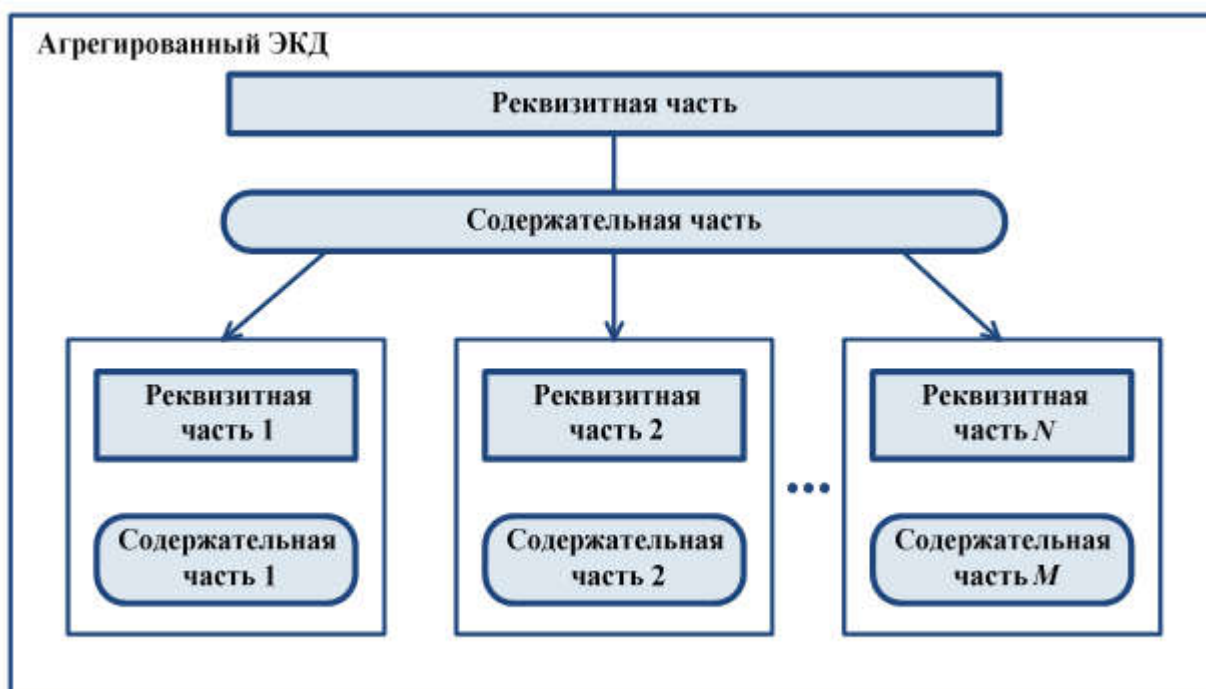 Агрегированный ЭКД
Реквизитная часть
Содержательная часть
Реквизитная
часть 1
Содержательная
часть 1
Реквизитная
часть 2
Содержательная
часть 2
...
Реквизитная
часть N
Содержательная
часть M